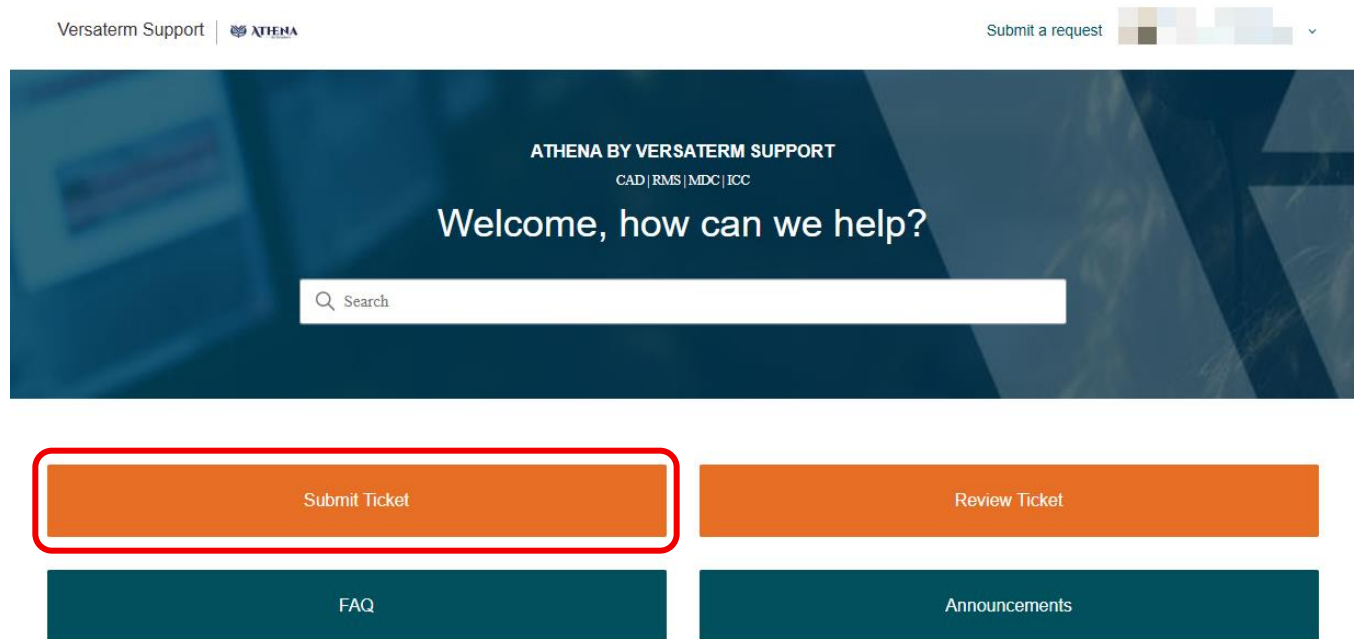 Versaterm Support
ATHENA
Submit a request
ATHENA BY VERSATERM SUPPORT
CAD | RMS | MDC | ICC
Welcome, how can we help?
Search
Submit Ticket
Review Ticket
FAQ
Announcements